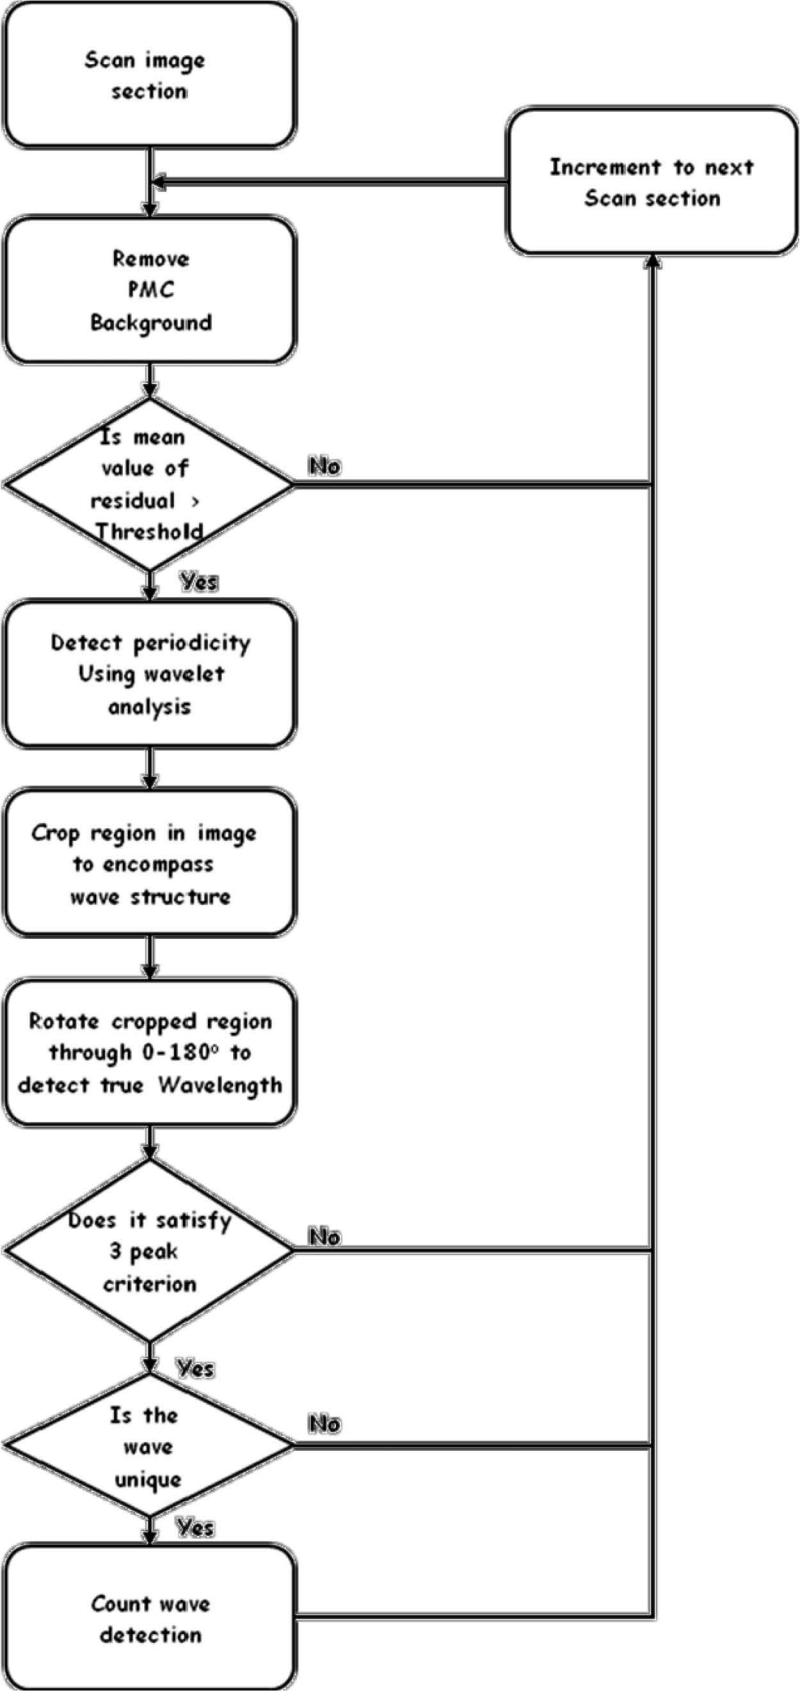 Scan image
section
Increment to next
Scan section
Remove
PMC
Background
Is mean
value of
residual >
Threshold
No
Yes
Detect periodicity
Using wavelet
analysis
Crop region in image
to encompass
wave structure
Rotate cropped region
through 0-180º to
detect true Wavelength
Does it satisfy
3 peak
criterion
No
Yes
Is the
wave
unique
No
Yes
Count wave
detection